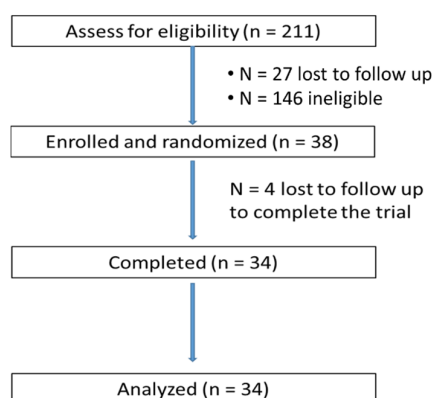 Assess for eligibility (n = 211)
• N = 27 lost to follow up
• N = 146 ineligible
Enrolled and randomized (n = 38)
N = 4 lost to follow up
to complete the trial
Completed (n = 34)
Analyzed (n = 34)